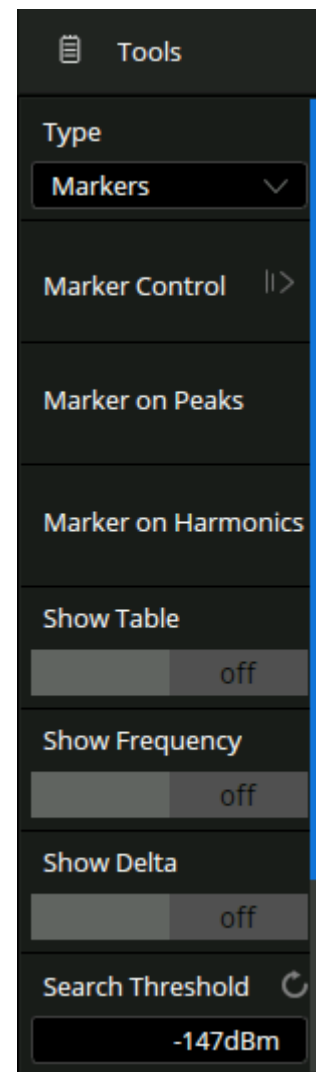 Tools
Type
Markers
Marker Control
Marker on Peaks
Marker on Harmonics
Show Table
off
Show Frequency
off
Show Delta
off
Search Threshold
-147dBm